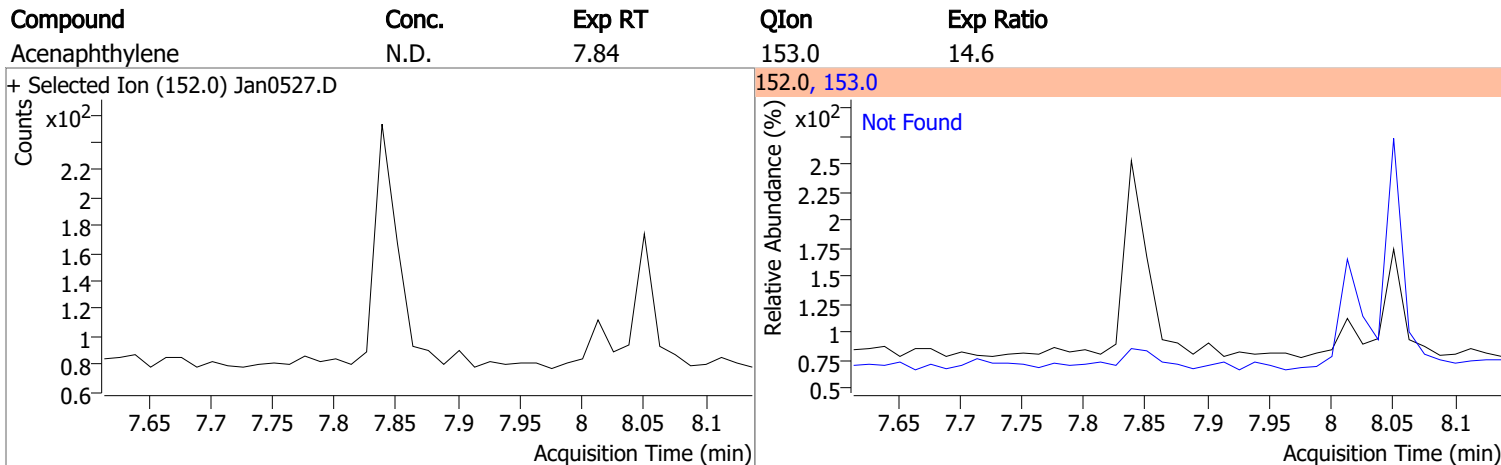 Compound Conc. Exp RT QIon Exp Ratio
Acenaphthylene N.D. 7.84 153.0 14.6
+ Selected Ion (152.0) Jan0527.D
Counts
x10²
2.2
2
1.8
1.6
1.4
1.2
1
0.8
0.6
7.65 7.7 7.75 7.8 7.85 7.9 7.95 8 8.05 8.1
Acquisition Time (min)
152.0, 153.0
Relative Abundance (%)
x10²
Not Found
2.5
2.25
2
1.75
1.5
1.25
1
0.75
0.5
7.65 7.7 7.75 7.8 7.85 7.9 7.95 8 8.05 8.1
Acquisition Time (min)